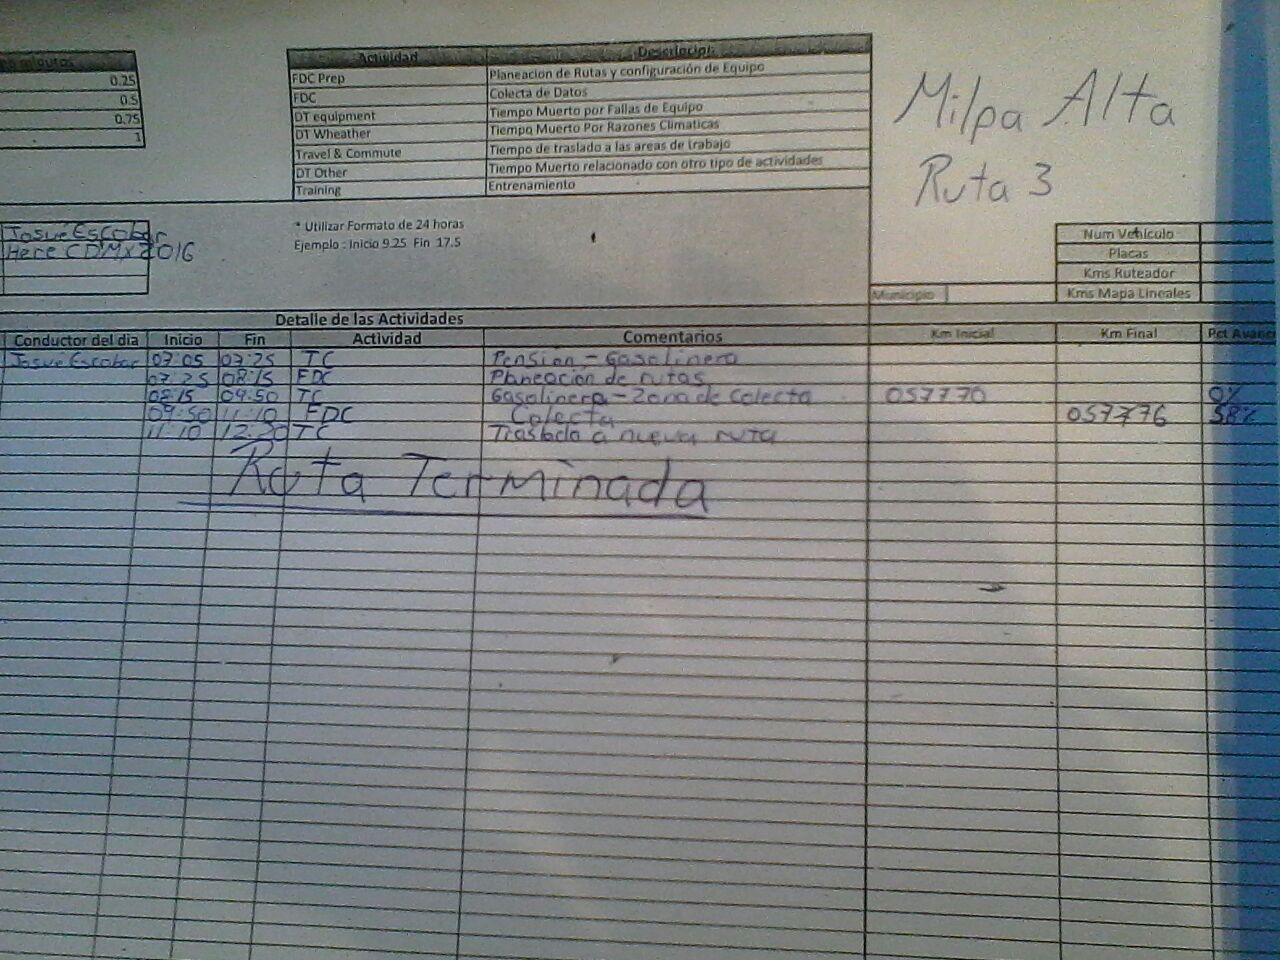 minutos
0.25
0.5
0.75
1
Actividad
FDC Prep Planeacion de Rutas y configuración de Equipo
FDC Colecta de Datos
DT equipment Tiempo Muerto por Fallas de Equipo
DT Wheather Tiempo Muerto Por Razones Climaticas
Travel & Commute Tiempo de traslado a las areas de trabajo
DT Other Tiempo Muerto relacionado con otro tipo de actividades
Training Entrenamiento
Milpa Alta
Ruta 3
Josue Escobar
Here CDMX 2016
* Utilizar Formato de 24 horas
Ejemplo : Inicio 9.25 Fin 17.5
Num Vehículo
Placas
Kms Ruteador
Municipio Kms Mapa Lineales
Detalle de las Actividades
Conductor del dia Inicio Fin Actividad Comentarios Km Inicial Km Final Pct Avance
Josue Escobar 07:05 07:25 TC Pension - Gasolinera
07:25 08:15 FDC Planeación de rutas
08:15 09:50 TC Gasolinera - Zona de Colecta 057770 0%
09:50 11:10 FDC Colecta 057776 58%
11:10 TC Traslado a nueva ruta
Ruta Terminada